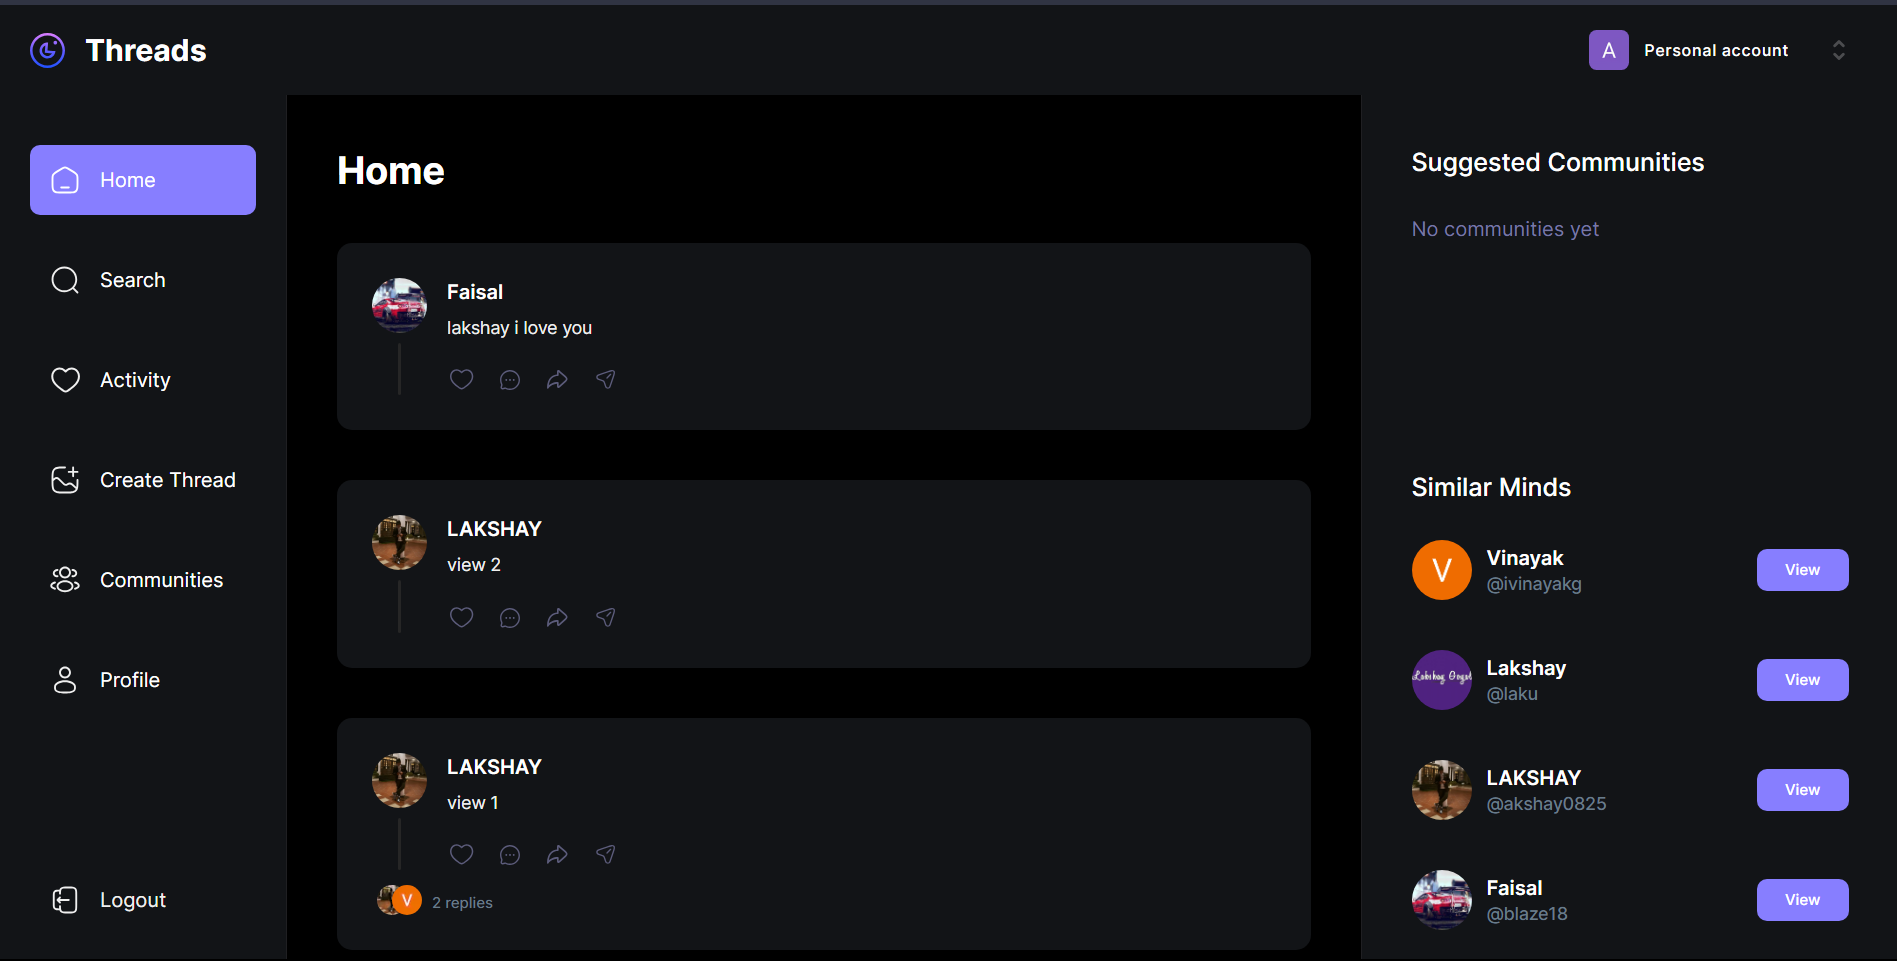 Threads
A
Personal account
Home
Search
Activity
Create Thread
Communities
Profile
Logout
Home
Faisal
lakshay i love you
LAKSHAY
view 2
LAKSHAY
view 1
V
2 replies
Suggested Communities
No communities yet
Similar Minds
V
Vinayak
@ivinayakg
View
Lakshay
@laku
View
LAKSHAY
@akshay0825
View
Faisal
@blaze18
View